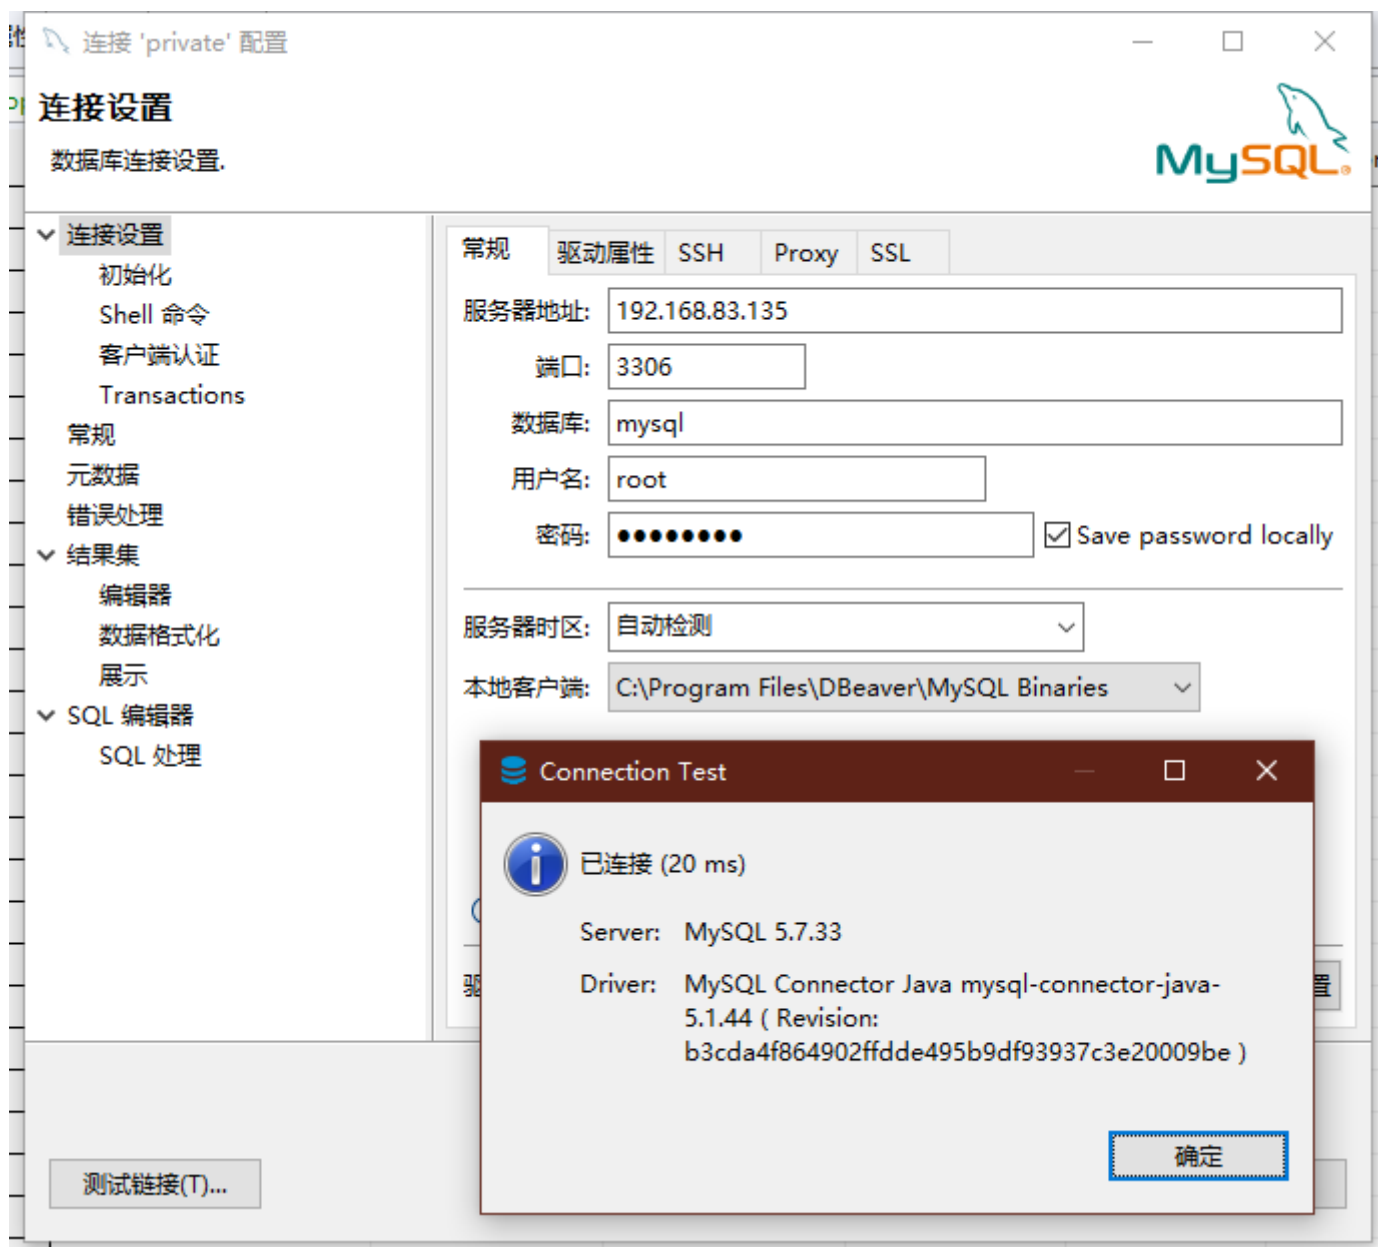 连接 'private' 配置
连接设置
数据库连接设置.
MySQL
连接设置
初始化
Shell 命令
客户端认证
Transactions
常规
元数据
错误处理
结果集
编辑器
数据格式化
展示
SQL 编辑器
SQL 处理
常规 驱动属性 SSH Proxy SSL
服务器地址: 192.168.83.135
端口: 3306
数据库: mysql
用户名: root
密码: ●●●●●●●● Save password locally
服务器时区: 自动检测
本地客户端: C:\Program Files\DBeaver\MySQL Binaries
Connection Test
已连接 (20 ms)
Server: MySQL 5.7.33
Driver: MySQL Connector Java mysql-connector-java-
5.1.44 ( Revision:
b3cda4f864902ffdde495b9df93937c3e20009be )
确定
测试链接(T)...